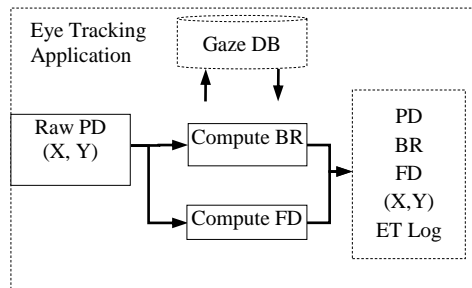 Eye Tracking
Application
Gaze DB
Raw PD
(X, Y)
Compute BR
Compute FD
PD
BR
FD
(X,Y)
ET Log